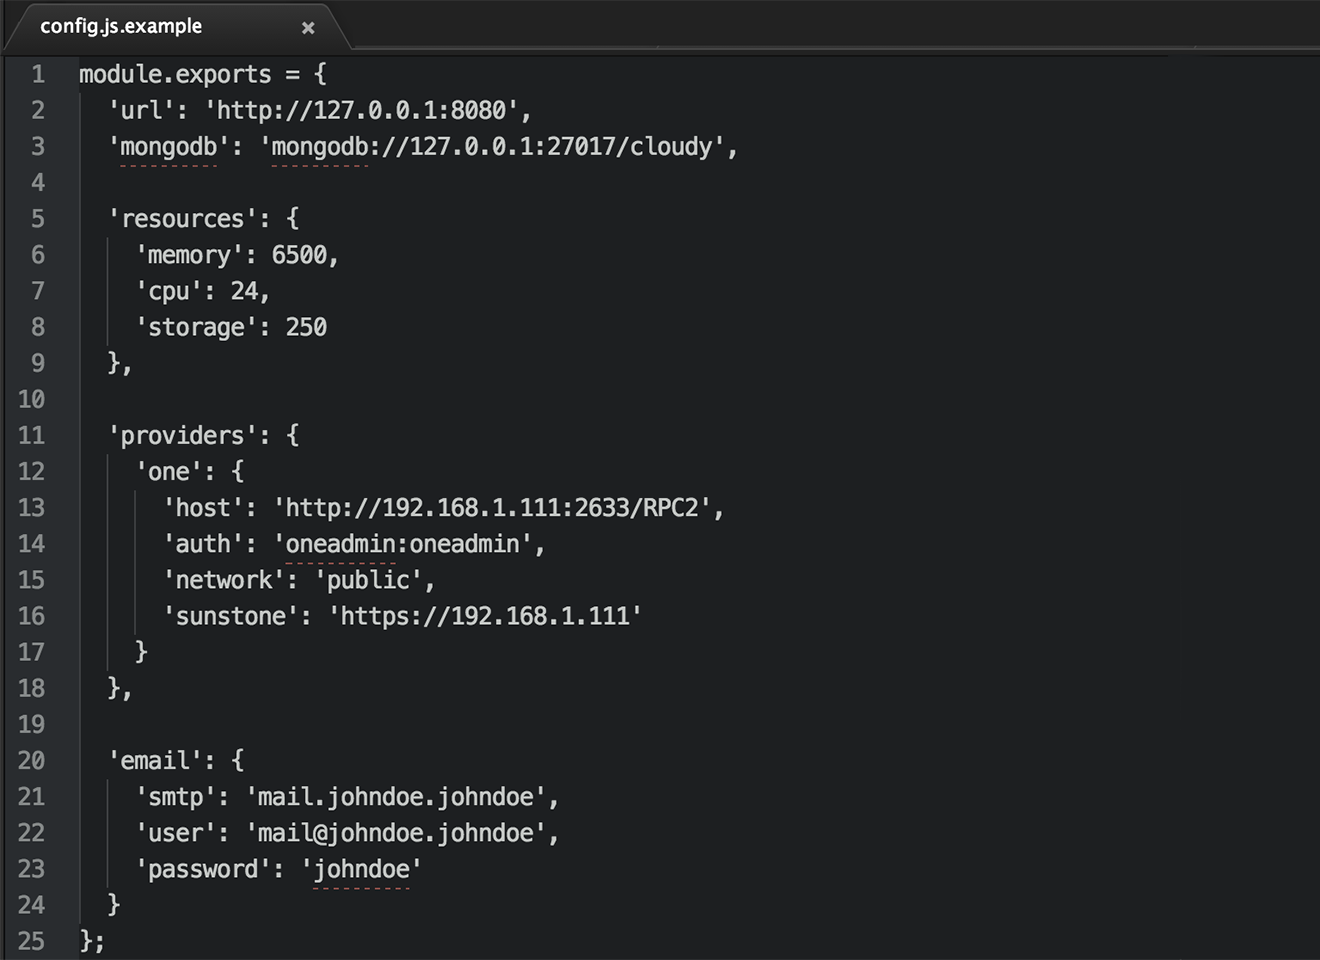 config.js.example ×
1 module.exports = {
2 'url': 'http://127.0.0.1:8080',
3 'mongodb': 'mongodb://127.0.0.1:27017/cloudy',
4
5 'resources': {
6 'memory': 6500,
7 'cpu': 24,
8 'storage': 250
9 },
10
11 'providers': {
12 'one': {
13 'host': 'http://192.168.1.111:2633/RPC2',
14 'auth': 'oneadmin:oneadmin',
15 'network': 'public',
16 'sunstone': 'https://192.168.1.111'
17 }
18 },
19
20 'email': {
21 'smtp': 'mail.johndoe.johndoe',
22 'user': 'mail@johndoe.johndoe',
23 'password': 'johndoe'
24 }
25 };